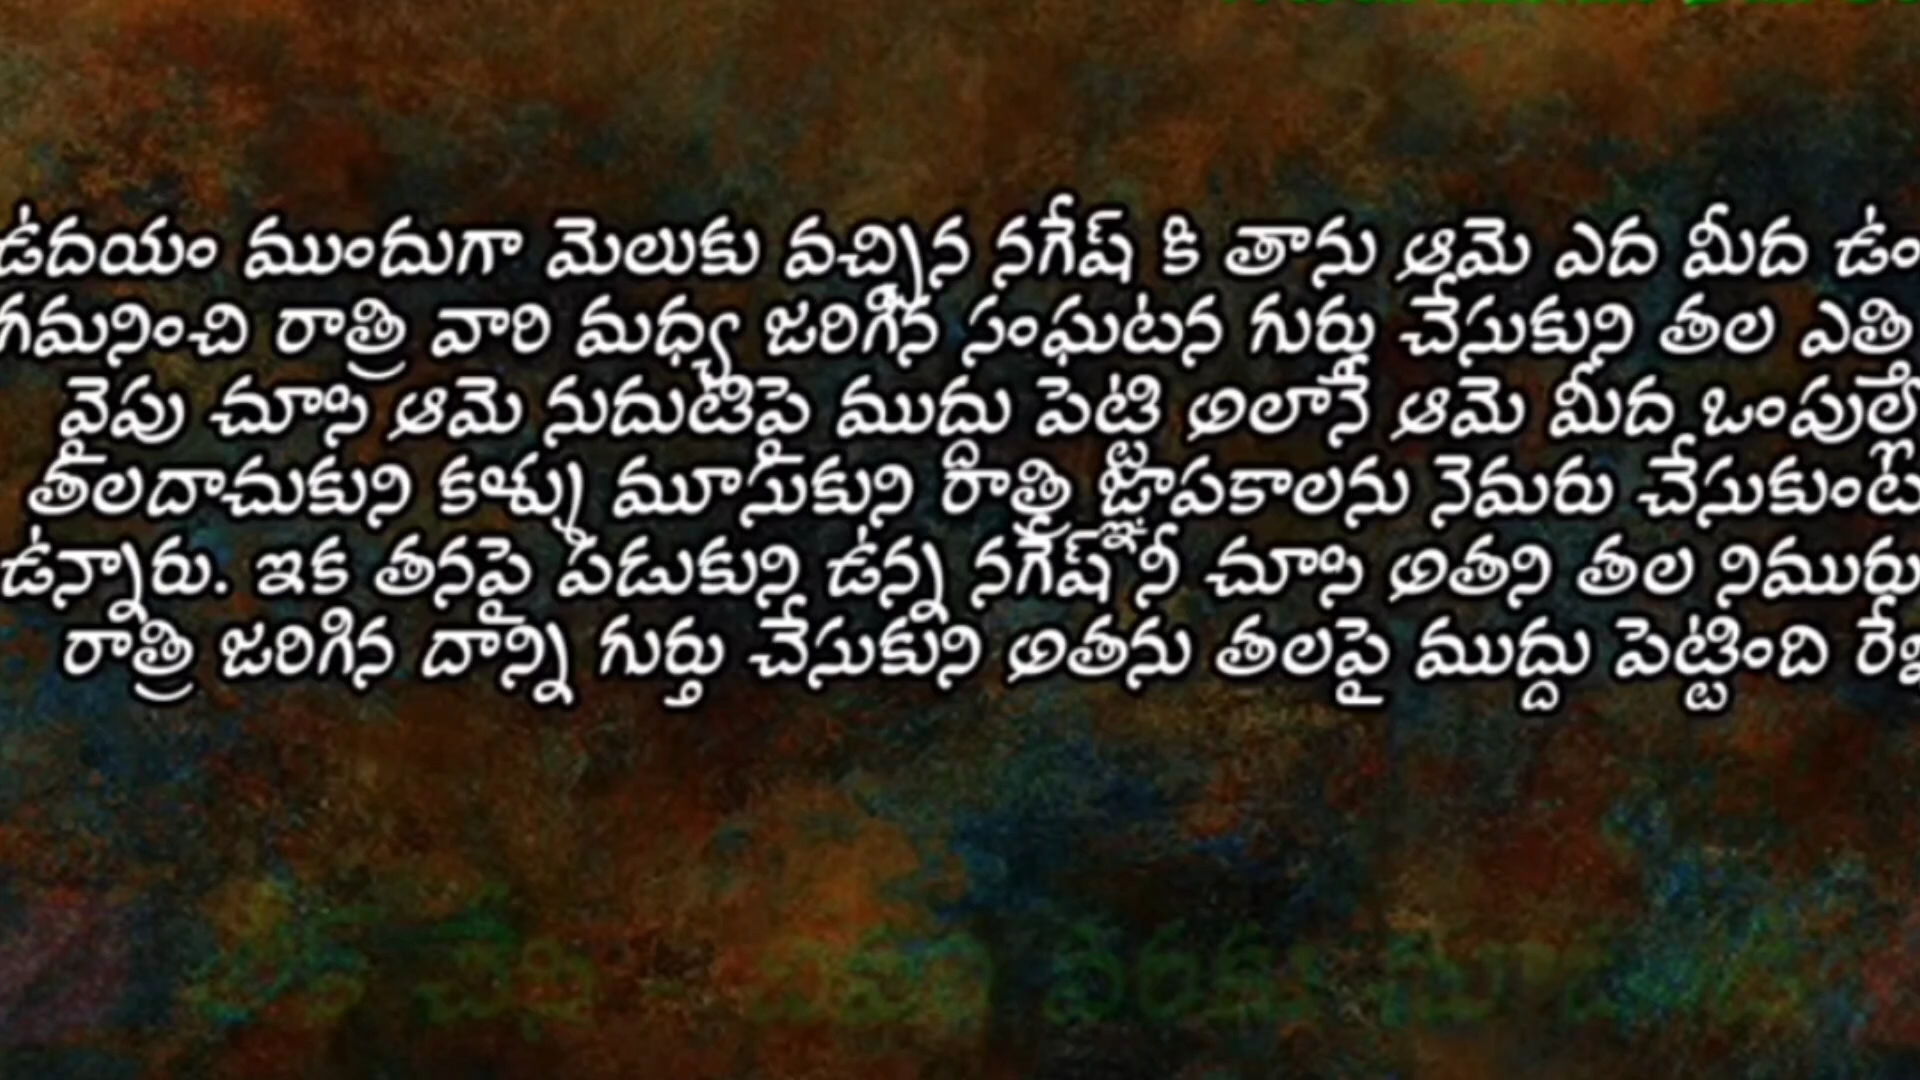 ఉదయం ముందుగా మెలుకు వచ్చిన నగేష్ కి తాను ఆమె ఎద మీద ఉం
గమనించి రాత్రి వారి మధ్య జరిగిన సంఘటన గుర్తు చేసుకుని తల ఎత్తి
వైపు చూసి ఆమె నుదుటిపై ముద్దు పెట్టి అలానే ఆమె మీద ఒంపుల్లో
తలదాచుకుని కళ్ళు మూసుకుని రాత్రి జ్ఞాపకాలను నెమరు చేసుకుంటూ
ఉన్నారు. ఇక తనపై పడుకుని ఉన్న నగేష్ నీ చూసి అతని తల నిమురు
రాత్రి జరిగిన దాన్ని గుర్తు చేసుకుని అతను తలపై ముద్దు పెట్టింది